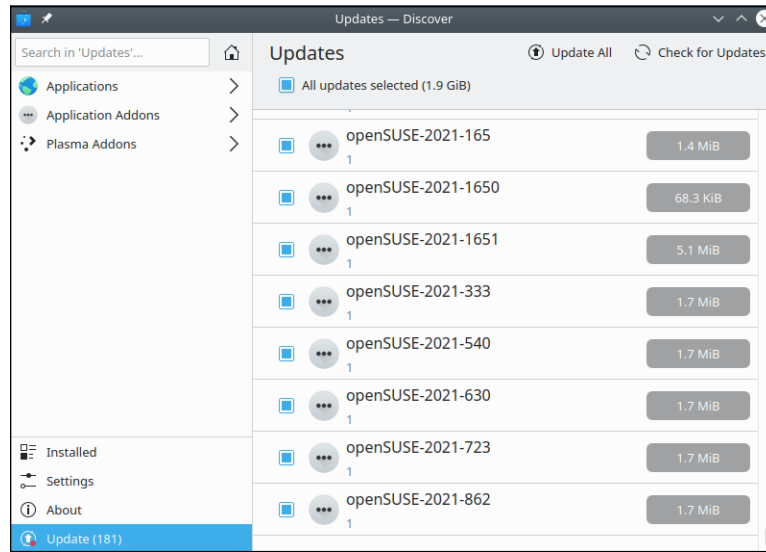 Updates — Discover
Search in 'Updates'...
Applications
Application Addons
Plasma Addons
Installed
Settings
About
Update (181)
Updates
Update All
Check for Updates
All updates selected (1.9 GiB)
openSUSE-2021-165
1
1.4 MiB
openSUSE-2021-1650
1
68.3 KiB
openSUSE-2021-1651
1
5.1 MiB
openSUSE-2021-333
1
1.7 MiB
openSUSE-2021-540
1
1.7 MiB
openSUSE-2021-630
1
1.7 MiB
openSUSE-2021-723
1
1.7 MiB
openSUSE-2021-862
1
1.7 MiB